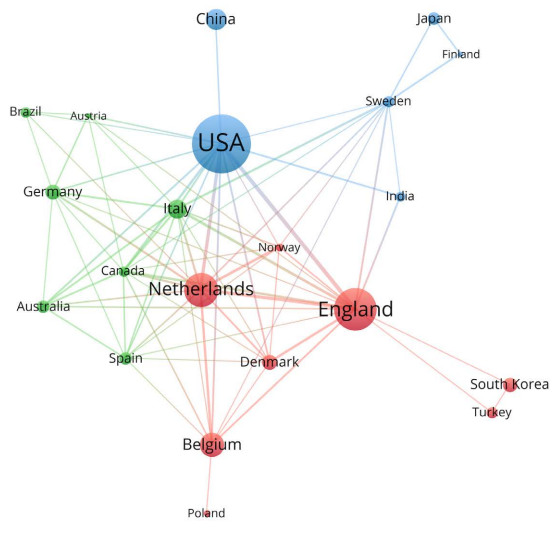 China
Japan
Finland
Sweden
Brazil
Austria
USA
Germany
India
Italy
Norway
Canada
Netherlands
Australia
England
Spain
Denmark
South Korea
Turkey
Belgium
Poland